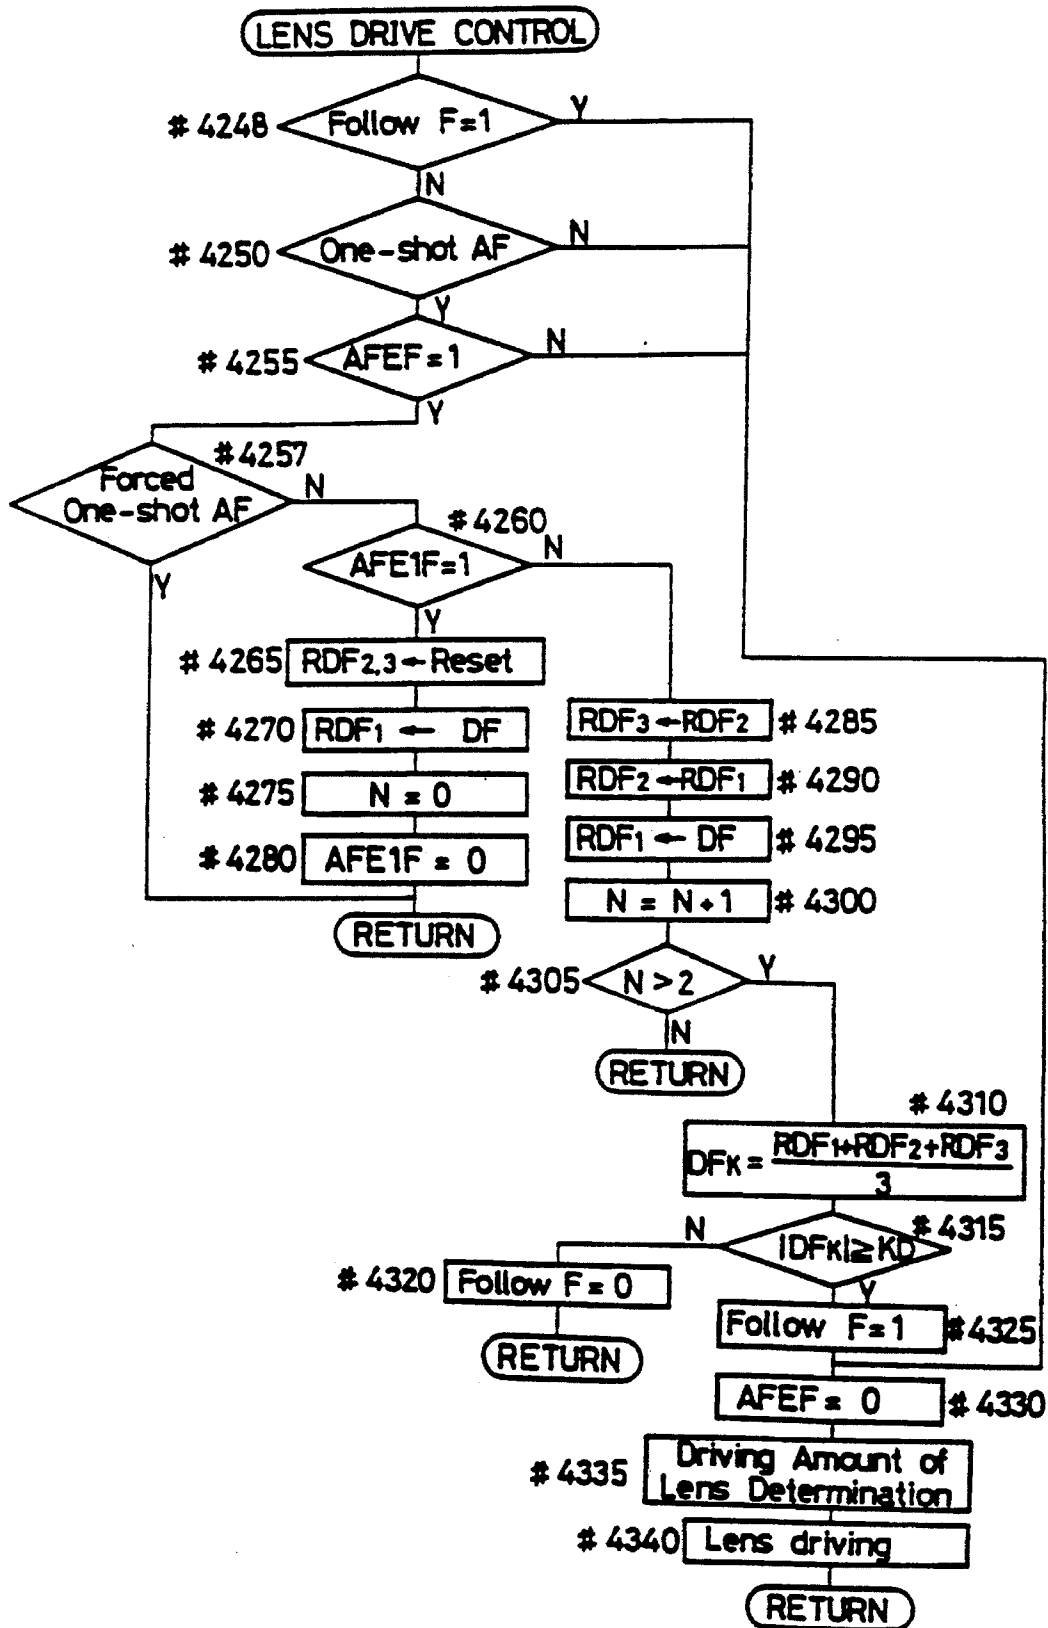 LENS DRIVE CONTROL
# 4248
Follow F=1
Y
N
# 4250
One-shot AF
N
Y
# 4255
AFEF=1
N
Y
# 4257
Forced
One-shot AF
N
Y
# 4260
AFE1F=1
N
Y
# 4265
RDF2,3 ← Reset
# 4270
RDF1 ← DF
# 4275
N = 0
# 4280
AFE1F = 0
RETURN
RDF3 ← RDF2
# 4285
RDF2 ← RDF1
# 4290
RDF1 ← DF
# 4295
N = N + 1
# 4300
# 4305
N > 2
Y
N
RETURN
# 4310
DFK = RDF1+RDF2+RDF3
3
# 4315
|DFK| ≧ KD
N
Y
# 4320
Follow F = 0
RETURN
Follow F=1
# 4325
AFEF = 0
# 4330
# 4335
Driving Amount of
Lens Determination
# 4340
Lens driving
RETURN